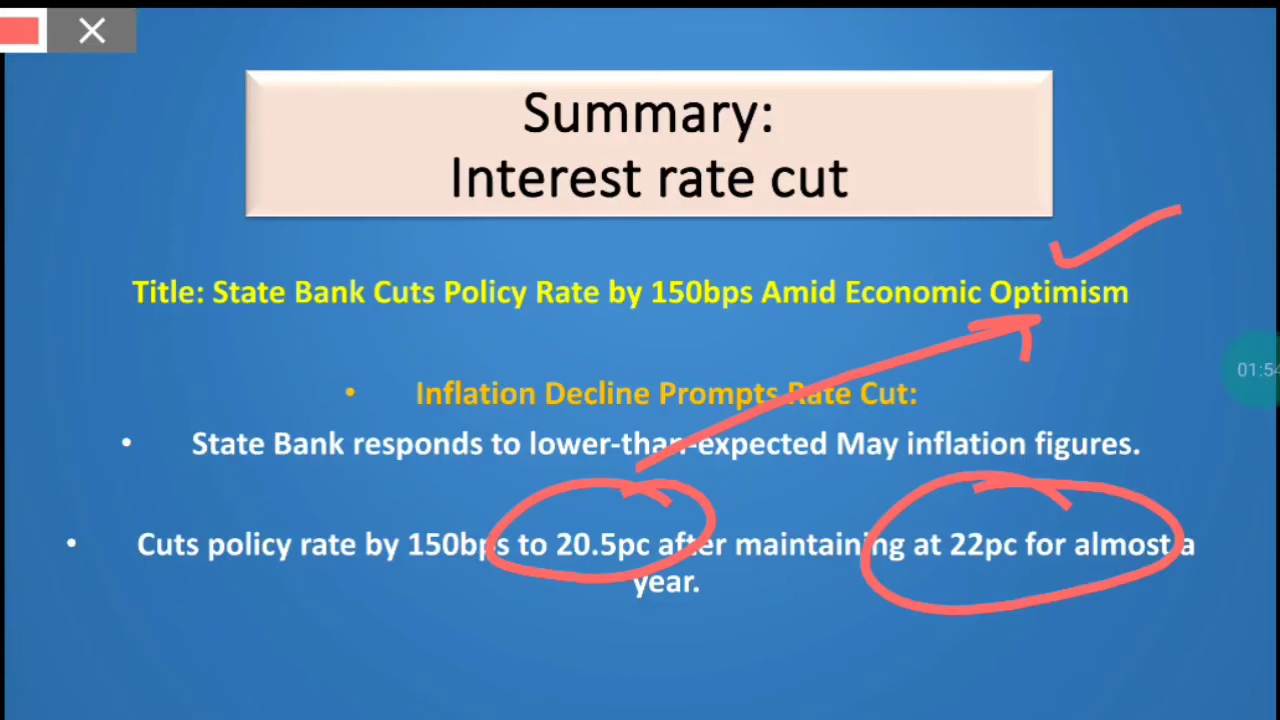 Summary:
Interest rate cut
Title: State Bank Cuts Policy Rate by 150bps Amid Economic Optimism
• Inflation Decline Prompts Rate Cut:
• State Bank responds to lower-than-expected May inflation figures.
01:54
• Cuts policy rate by 150bps to 20.5pc after maintaining at 22pc for almost a
year.